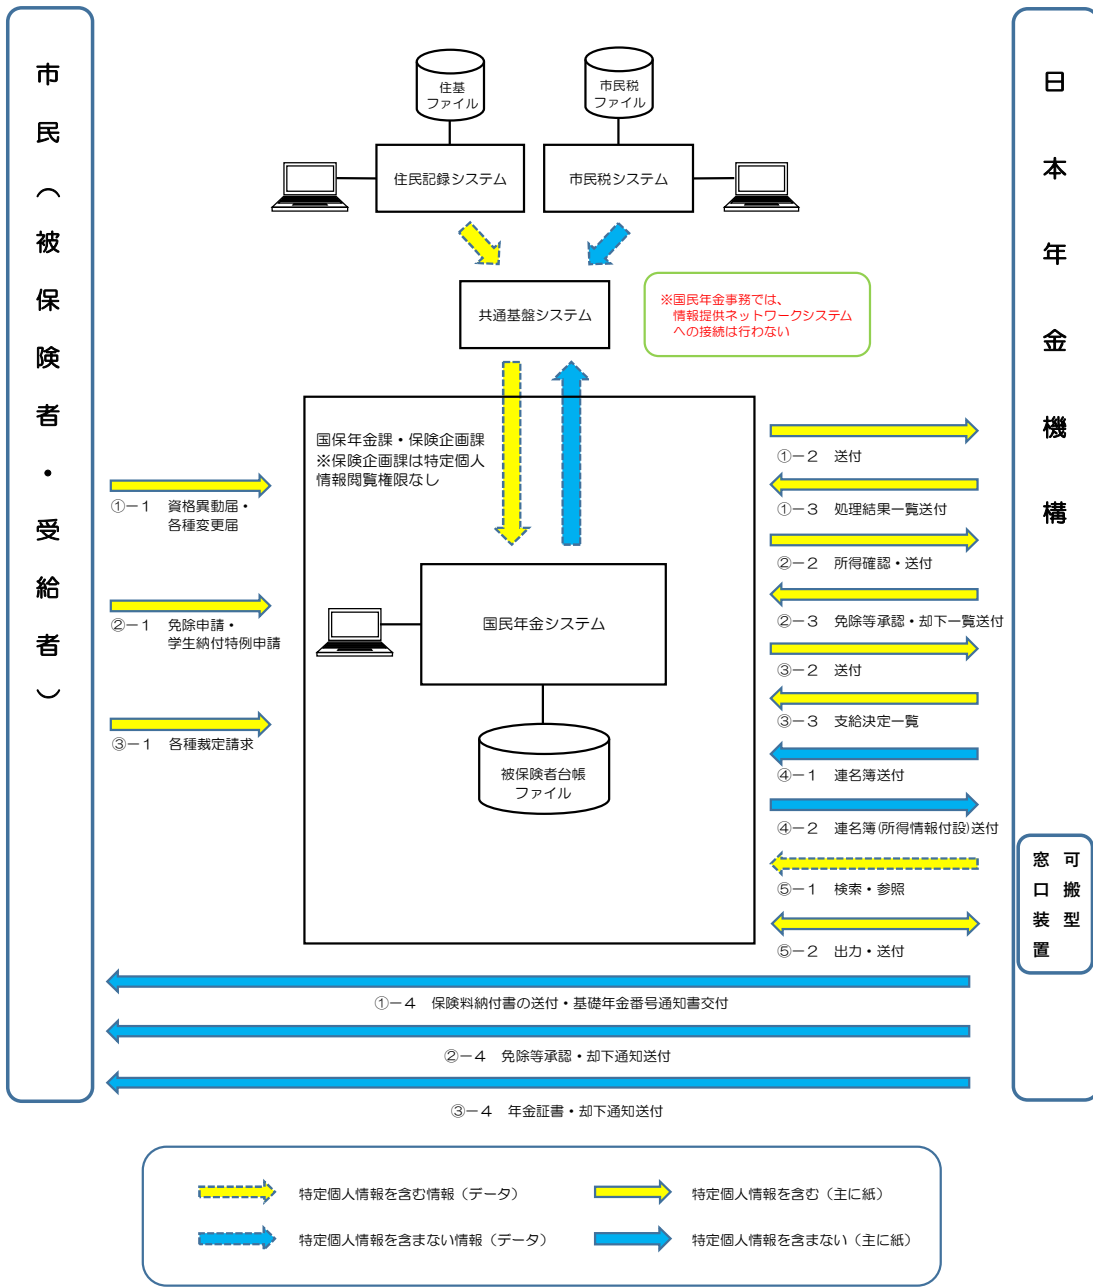 市民（被保険者・受給者）
日本年金機構
住基
ファイル
市民税
ファイル
住民記録システム
市民税システム
共通基盤システム
※国民年金事務では、
情報提供ネットワークシステム
への接続は行わない
国保年金課・保険企画課
※保険企画課は特定個人
情報閲覧権限なし
①－1　資格異動届・
各種変更届
②－1　免除申請・
学生納付特例申請
③－1　各種裁定請求
国民年金システム
被保険者台帳
ファイル
①－2　送付
①－3　処理結果一覧送付
②－2　所得確認・送付
②－3　免除等承認・却下一覧送付
③－2　送付
③－3　支給決定一覧
④－1　連名簿送付
④－2　連名簿(所得情報付設)送付
⑤－1　検索・参照
⑤－2　出力・送付
可搬型
窓口装置
①－4　保険料納付書の送付・基礎年金番号通知書交付
②－4　免除等承認・却下通知送付
③－4　年金証書・却下通知送付
特定個人情報を含む情報（データ）
特定個人情報を含む（主に紙）
特定個人情報を含まない情報（データ）
特定個人情報を含まない（主に紙）